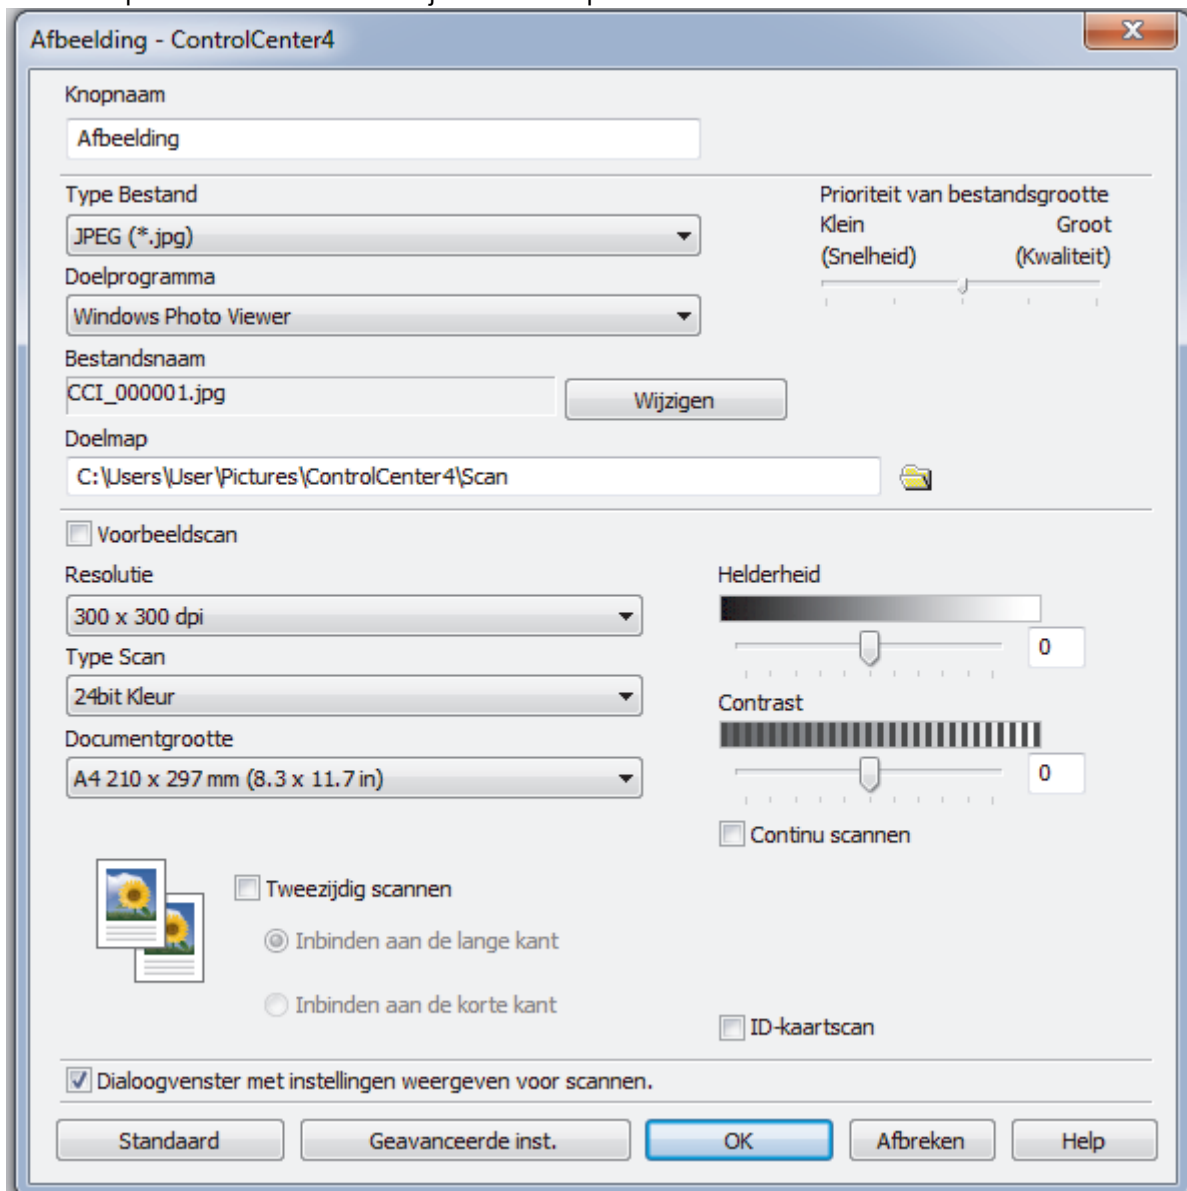 Afbeelding - ControlCenter4
Knopnaam
Afbeelding
Type Bestand
JPEG (*.jpg)
Prioriteit van bestandsgrootte
Klein Groot
(Snelheid) (Kwaliteit)
Doelprogramma
Windows Photo Viewer
Bestandsnaam
CCI_000001.jpg
Wijzigen
Doelmap
C:\Users\User\Pictures\ControlCenter4\Scan
Voorbeeldscan
Resolutie
300 x 300 dpi
Type Scan
24bit Kleur
Documentgrootte
A4 210 x 297 mm (8.3 x 11.7 in)
Helderheid
0
Contrast
0
Continu scannen
Tweezijdig scannen
Inbinden aan de lange kant
Inbinden aan de korte kant
ID-kaartscan
Dialoogvenster met instellingen weergeven voor scannen.
Standaard
Geavanceerde inst.
OK
Afbreken
Help